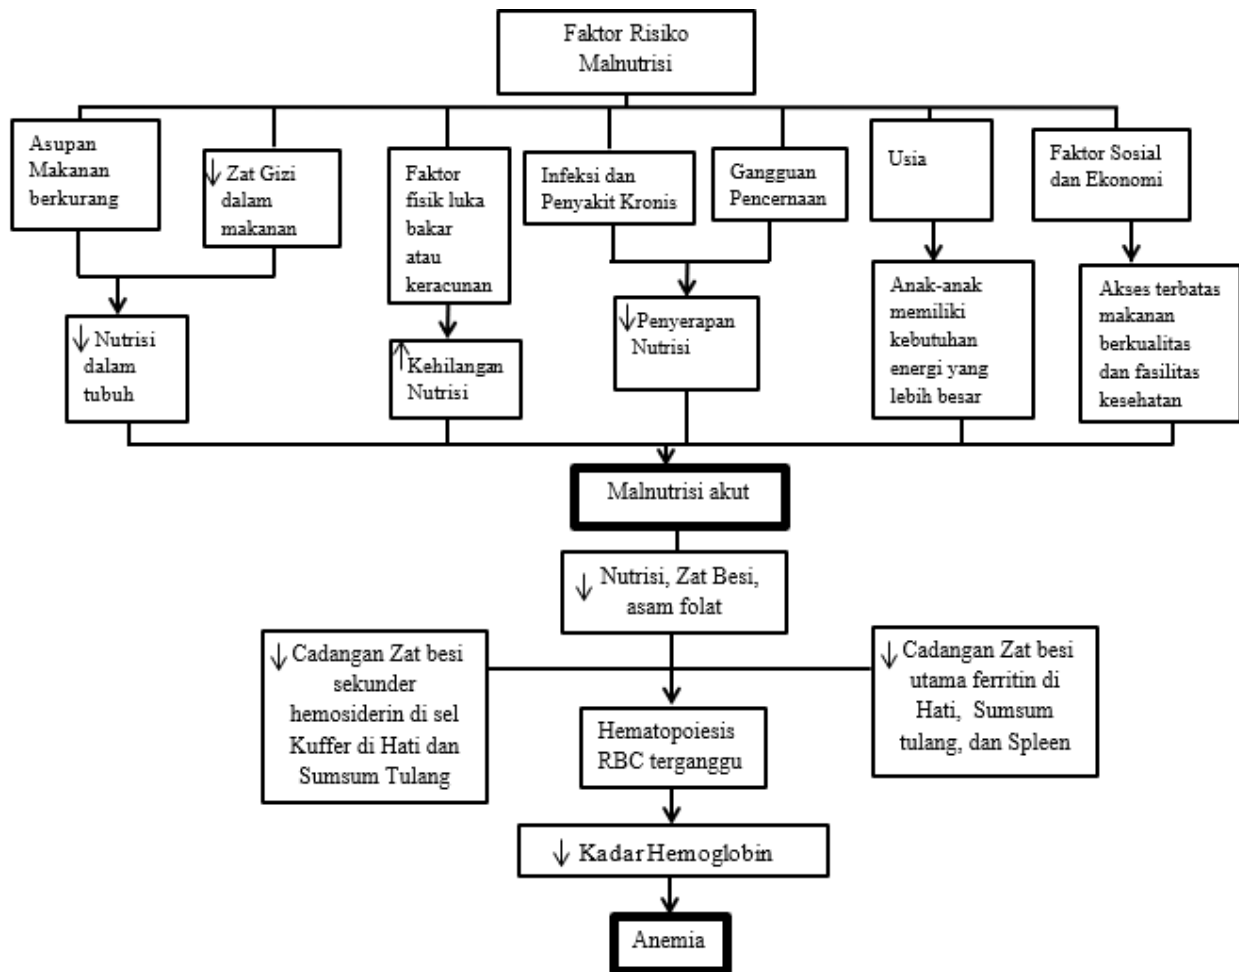 Faktor Risiko
Malnutrisi
Asupan
Makanan
berkurang
↓ Zat Gizi
dalam
makanan
Faktor
fisik luka
bakar
atau
keracunan
Infeksi dan
Penyakit Kronis
Gangguan
Pencernaan
Usia
Faktor Sosial
dan Ekonomi
↓ Nutrisi
dalam
tubuh
↑ Kehilangan
Nutrisi
↓ Penyerapan
Nutrisi
Anak-anak
memiliki
kebutuhan
energi yang
lebih besar
Akses terbatas
makanan
berkualitas
dan fasilitas
kesehatan
Malnutrisi akut
↓ Nutrisi, Zat Besi,
asam folat
↓ Cadangan Zat besi
sekunder
hemosiderin di sel
Kuffer di Hati dan
Sumsum Tulang
↓ Cadangan Zat besi
utama ferritin di
Hati, Sumsum
tulang, dan Spleen
Hematopoiesis
RBC terganggu
↓ Kadar Hemoglobin
Anemia